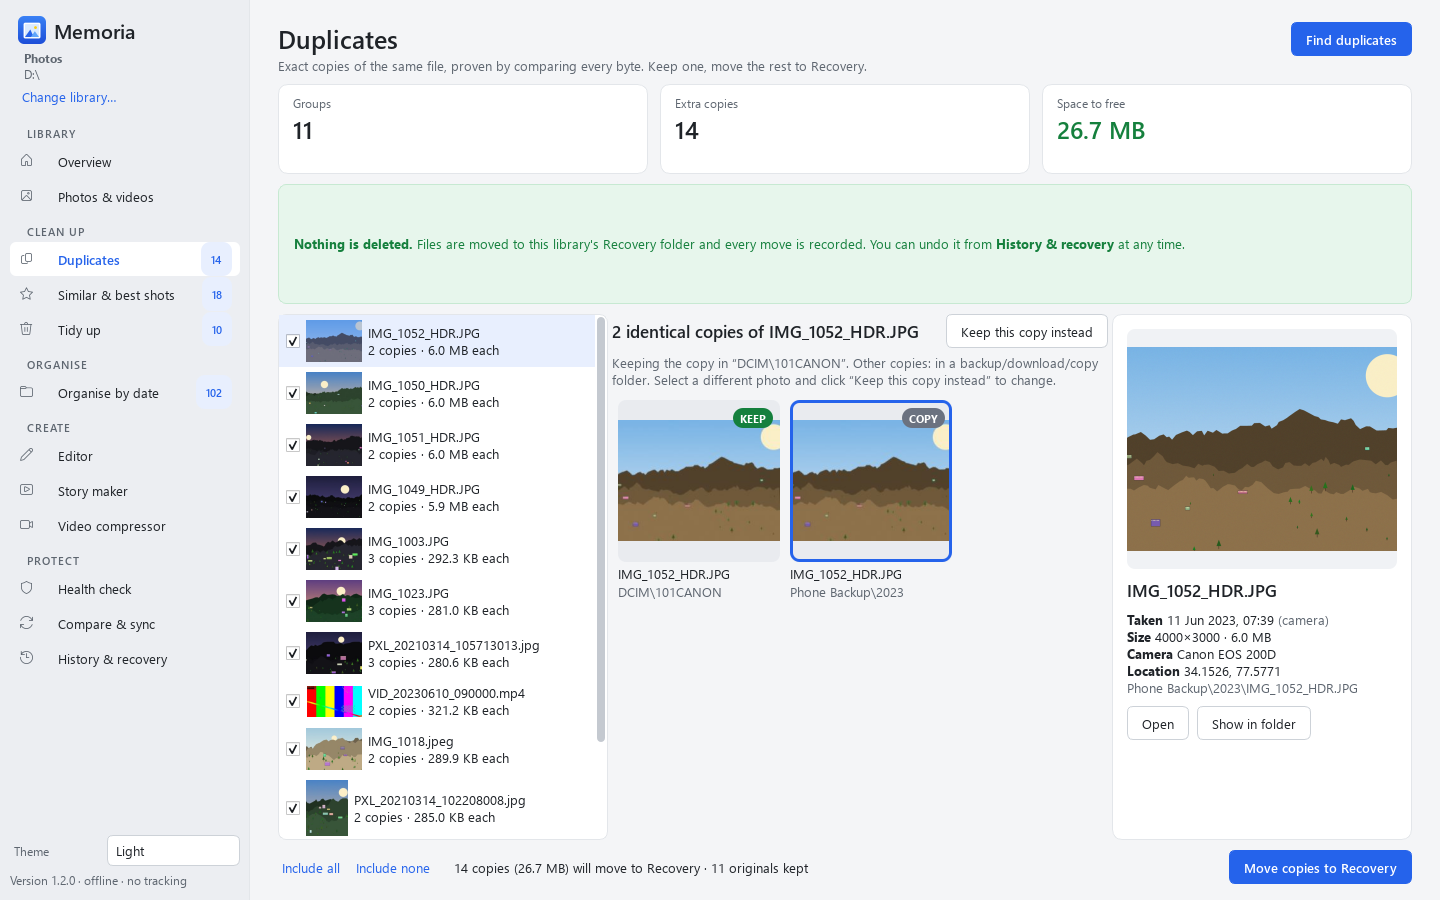 Memoria
Photos
D:\
Change library...
LIBRARY
Overview
Photos & videos
CLEAN UP
Duplicates 14
Similar & best shots 18
Tidy up 10
ORGANISE
Organise by date 102
CREATE
Editor
Story maker
Video compressor
PROTECT
Health check
Compare & sync
History & recovery
Theme Light
Version 1.2.0 · offline · no tracking
Duplicates
Find duplicates
Exact copies of the same file, proven by comparing every byte. Keep one, move the rest to Recovery.
Groups
11
Extra copies
14
Space to free
26.7 MB
Nothing is deleted. Files are moved to this library's Recovery folder and every move is recorded. You can undo it from History & recovery at any time.
IMG_1052_HDR.JPG
2 copies · 6.0 MB each
IMG_1050_HDR.JPG
2 copies · 6.0 MB each
IMG_1051_HDR.JPG
2 copies · 6.0 MB each
IMG_1049_HDR.JPG
2 copies · 5.9 MB each
IMG_1003.JPG
3 copies · 292.3 KB each
IMG_1023.JPG
3 copies · 281.0 KB each
PXL_20210314_105713013.jpg
3 copies · 280.6 KB each
VID_20230610_090000.mp4
2 copies · 321.2 KB each
IMG_1018.jpeg
2 copies · 289.9 KB each
PXL_20210314_102208008.jpg
2 copies · 285.0 KB each
2 identical copies of IMG_1052_HDR.JPG
Keep this copy instead
Keeping the copy in “DCIM\101CANON”. Other copies: in a backup/download/copy
folder. Select a different photo and click “Keep this copy instead” to change.
KEEP
COPY
IMG_1052_HDR.JPG
DCIM\101CANON
IMG_1052_HDR.JPG
Phone Backup\2023
IMG_1052_HDR.JPG
Taken 11 Jun 2023, 07:39 (camera)
Size 4000×3000 · 6.0 MB
Camera Canon EOS 200D
Location 34.1526, 77.5771
Phone Backup\2023\IMG_1052_HDR.JPG
Open
Show in folder
Include all
Include none
14 copies (26.7 MB) will move to Recovery · 11 originals kept
Move copies to Recovery